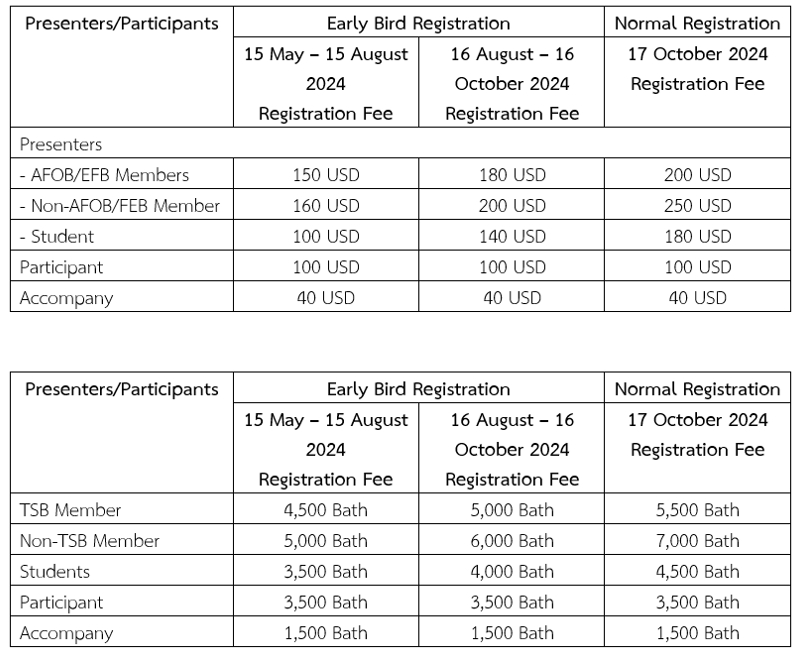 Presenters/Participants Early Bird Registration Normal Registration
15 May – 15 August 2024 Registration Fee 16 August – 16 October 2024 Registration Fee 17 October 2024 Registration Fee
Presenters
- AFOB/EFB Members 150 USD 180 USD 200 USD
- Non-AFOB/FEB Member 160 USD 200 USD 250 USD
- Student 100 USD 140 USD 180 USD
Participant 100 USD 100 USD 100 USD
Accompany 40 USD 40 USD 40 USD
Presenters/Participants Early Bird Registration Normal Registration
15 May – 15 August 2024 Registration Fee 16 August – 16 October 2024 Registration Fee 17 October 2024 Registration Fee
TSB Member 4,500 Bath 5,000 Bath 5,500 Bath
Non-TSB Member 5,000 Bath 6,000 Bath 7,000 Bath
Students 3,500 Bath 4,000 Bath 4,500 Bath
Participant 3,500 Bath 3,500 Bath 3,500 Bath
Accompany 1,500 Bath 1,500 Bath 1,500 Bath